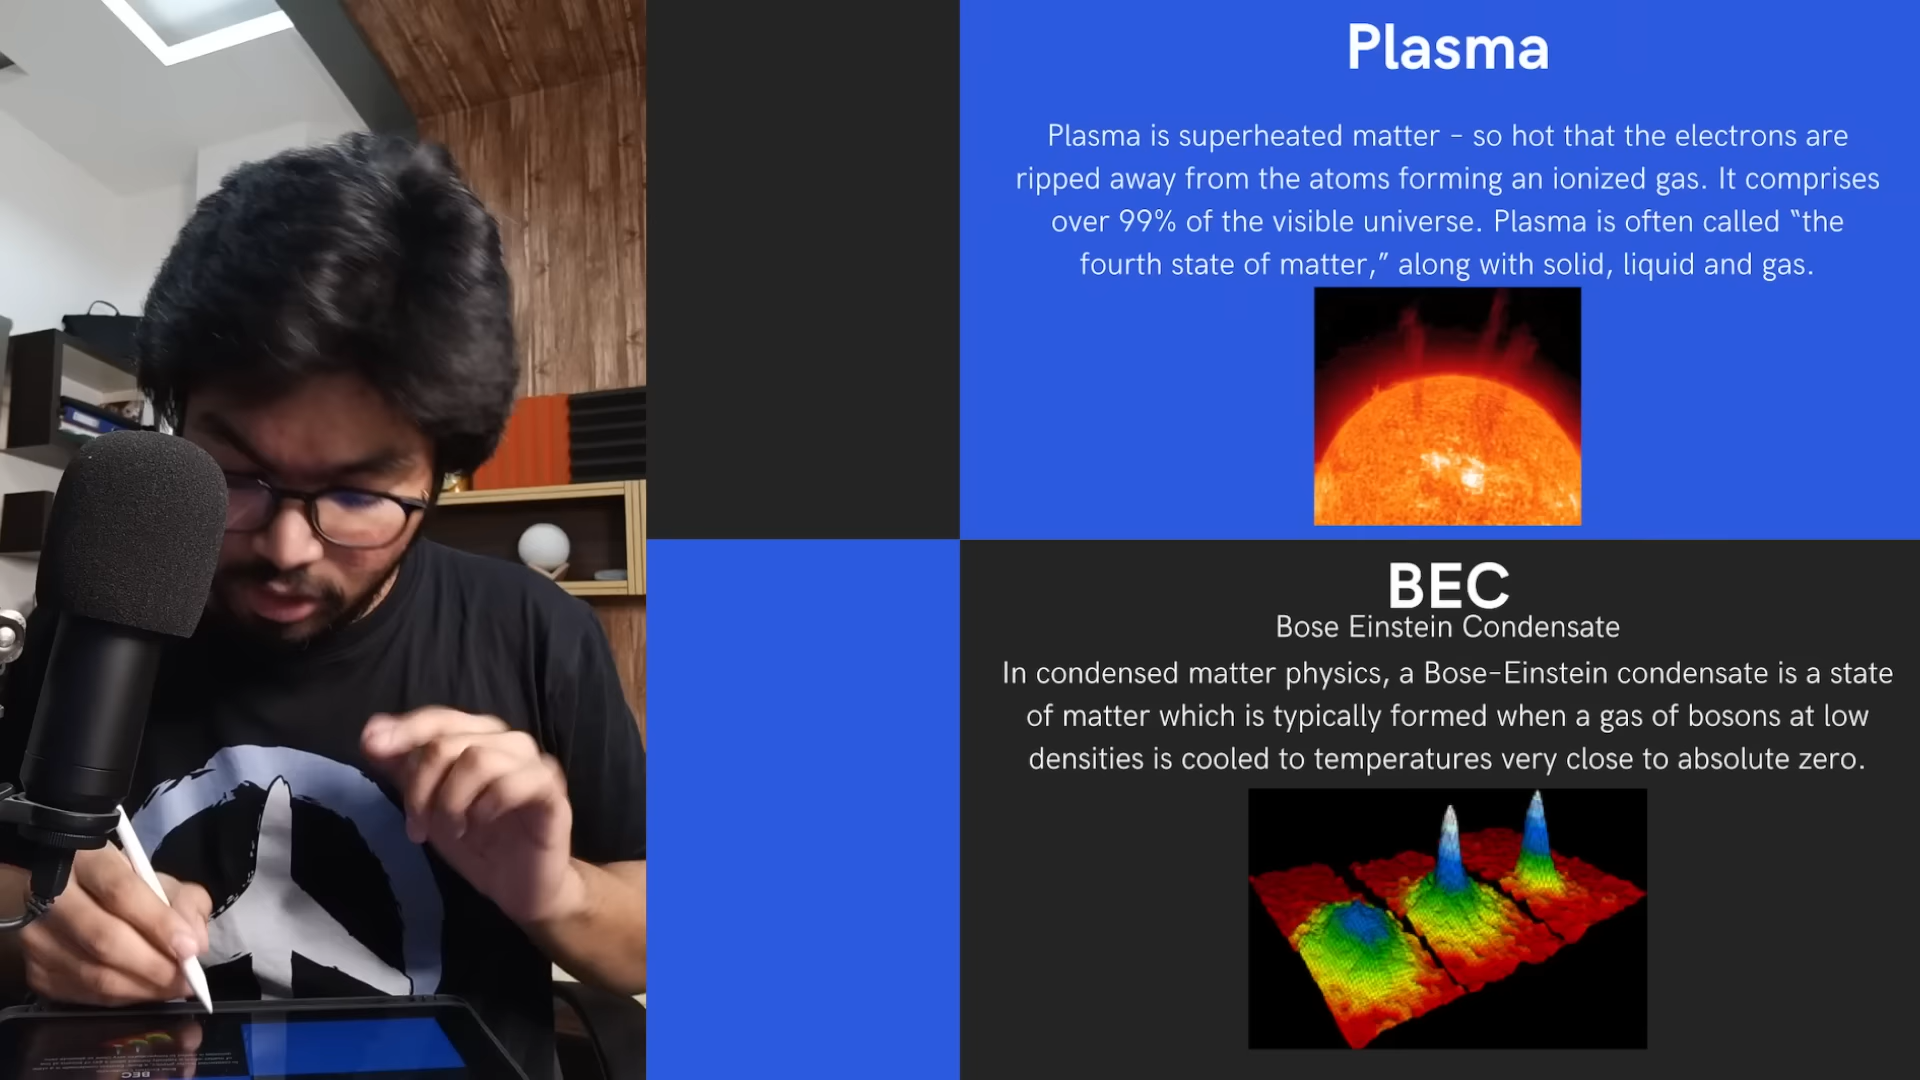 Plasma
Plasma is superheated matter – so hot that the electrons are
ripped away from the atoms forming an ionized gas. It comprises
over 99% of the visible universe. Plasma is often called “the
fourth state of matter,” along with solid, liquid and gas.
BEC
Bose Einstein Condensate
In condensed matter physics, a Bose–Einstein condensate is a state
of matter which is typically formed when a gas of bosons at low
densities is cooled to temperatures very close to absolute zero.
BEC